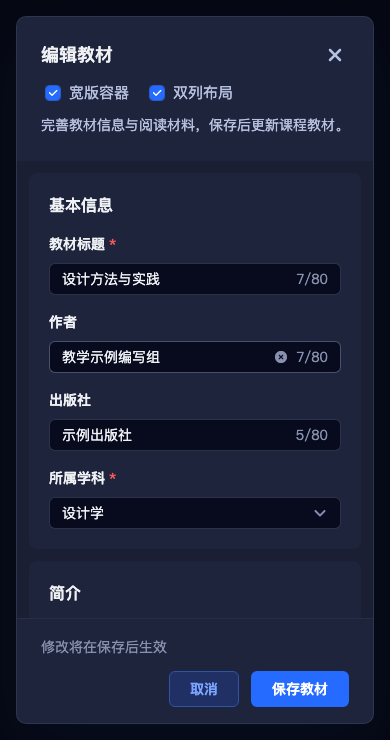 编辑教材
宽版容器 双列布局
完善教材信息与阅读材料，保存后更新课程教材。
基本信息
教材标题 *
设计方法与实践 7/80
作者
教学示例编写组 7/80
出版社
示例出版社 5/80
所属学科 *
设计学
简介
修改将在保存后生效
取消 保存教材